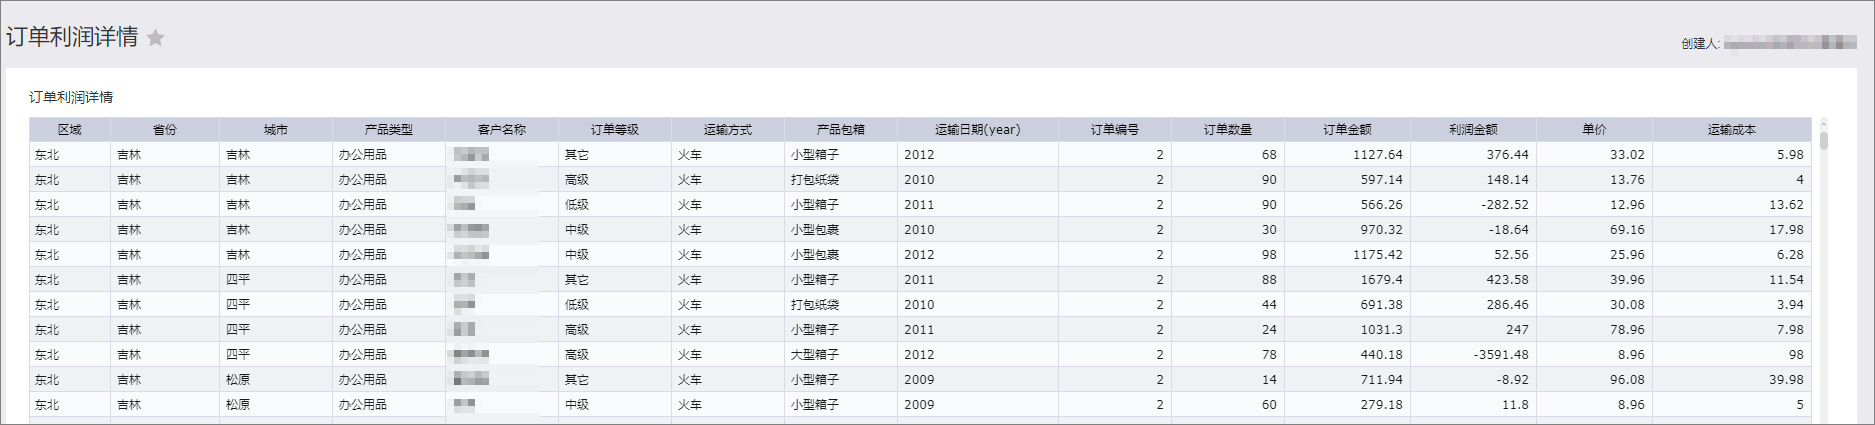 订单利润详情
创建人:
订单利润详情
区域 省份 城市 产品类型 客户名称 订单等级 运输方式 产品包箱 运输日期(year) 订单编号 订单数量 订单金额 利润金额 单价 运输成本
东北 吉林 吉林 办公用品 其它 火车 小型箱子 2012 2 68 1127.64 376.44 33.02 5.98
东北 吉林 吉林 办公用品 高级 火车 打包纸袋 2010 2 90 597.14 148.14 13.76 4
东北 吉林 吉林 办公用品 低级 火车 小型箱子 2011 2 90 566.26 -282.52 12.96 13.62
东北 吉林 吉林 办公用品 中级 火车 小型包裹 2010 2 30 970.32 -18.64 69.16 17.98
东北 吉林 吉林 办公用品 中级 火车 小型包裹 2012 2 98 1175.42 52.56 25.96 6.28
东北 吉林 四平 办公用品 其它 火车 小型箱子 2011 2 88 1679.4 423.58 39.96 11.54
东北 吉林 四平 办公用品 低级 火车 打包纸袋 2010 2 44 691.38 286.46 30.08 3.94
东北 吉林 四平 办公用品 高级 火车 小型箱子 2011 2 24 1031.3 247 78.96 7.98
东北 吉林 四平 办公用品 高级 火车 大型箱子 2012 2 78 440.18 -3591.48 8.96 98
东北 吉林 松原 办公用品 其它 火车 小型箱子 2009 2 14 711.94 -8.92 96.08 39.98
东北 吉林 松原 办公用品 中级 火车 小型箱子 2009 2 60 279.18 11.8 8.96 5